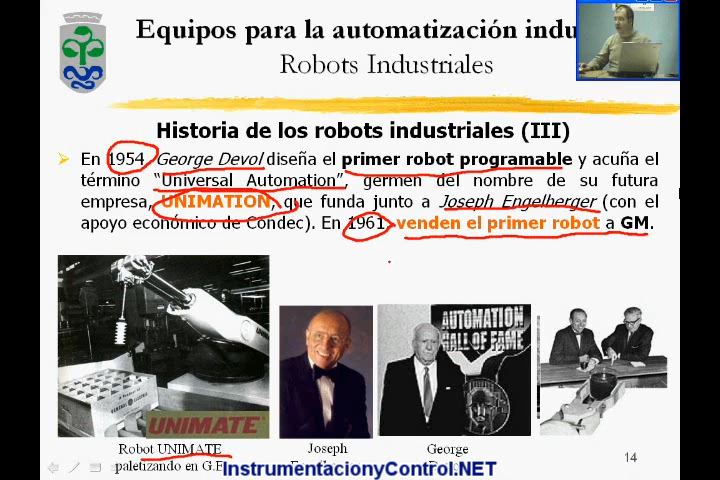 Equipos para la automatización indu
Robots Industriales
Historia de los robots industriales (III)
En 1954, George Devol diseña el primer robot programable y acuña el
término "Universal Automation", germen del nombre de su futura
empresa, UNIMATION, que funda junto a Joseph Engelberger (con el
apoyo económico de Condec). En 1961, venden el primer robot a GM.
AUTOMATION
HALL OF FAME
UNIMATE
Robot UNIMATE
paletizando en G.E.
Joseph
George
14
InstrumentacionyControl.NET